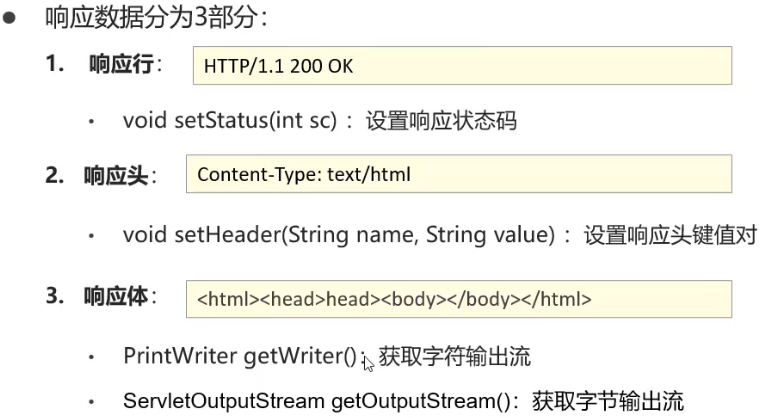 ● 响应数据分为3部分：
1. 响应行： HTTP/1.1 200 OK
• void setStatus(int sc) ：设置响应状态码
2. 响应头： Content-Type: text/html
• void setHeader(String name, String value) ：设置响应头键值对
3. 响应体： <html><head>head><body></body></html>
• PrintWriter getWriter()：获取字符输出流
• ServletOutputStream getOutputStream()：获取字节输出流